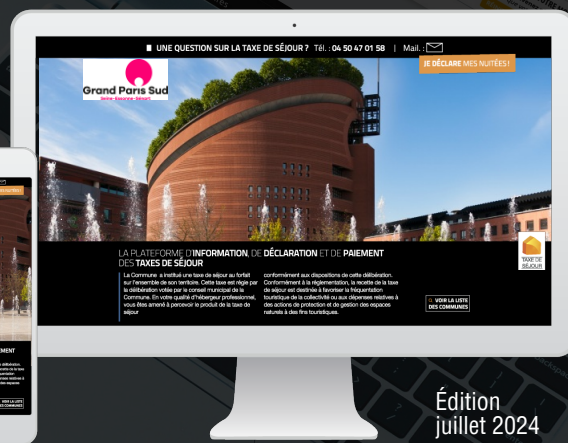 UNE QUESTION SUR LA TAXE DE SÉJOUR ? Tél. : 04 50 47 01 58 | Mail. :
JE DÉCLARE MES NUITÉES !
Grand Paris Sud
Seine-Essonne-Sénart
LA PLATEFORME D'INFORMATION, DE DÉCLARATION ET DE PAIEMENT
DES TAXES DE SÉJOUR
La Commune a institué une taxe de séjour au forfait
sur l'ensemble de son territoire. Cette taxe est régie par
la délibération votée par le conseil municipal de la
Commune. En votre qualité d'hébergeur professionnel,
vous êtes amené à percevoir le produit de la taxe de
séjour
conformément aux dispositions de cette délibération.
Conformément à la réglementation, la recette de la taxe
de séjour est destinée à favoriser la fréquentation
touristique de la collectivité ou aux dépenses relatives à
des actions de protection et de gestion des espaces
naturels à des fins touristiques.
TAXE DE
SÉJOUR
VOIR LA LISTE
DES COMMUNES
Édition
juillet 2024